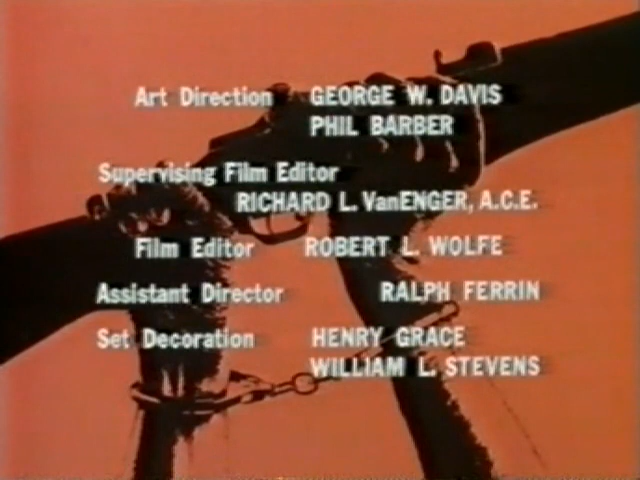 Art Direction GEORGE W. DAVIS
PHIL BARBER
Supervising Film Editor
RICHARD L. VanENGER, A.C.E.
Film Editor ROBERT L. WOLFE
Assistant Director RALPH FERRIN
Set Decoration HENRY GRACE
WILLIAM L. STEVENS